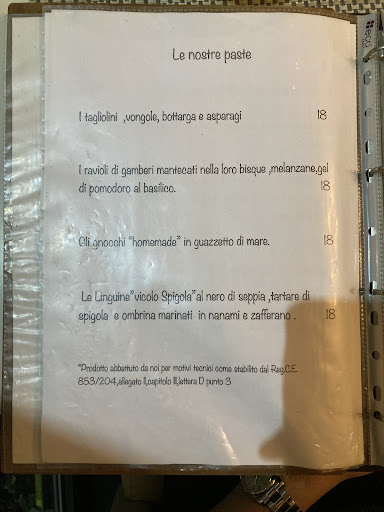 Le nostre paste
I tagliolini ,vongole, bottarga e asparagi 18
I ravioli di gamberi mantecati nella loro bisque ,melanzane,gel
di pomodoro al basilico. 18
Gli gnocchi "homemade" in guazzetto di mare. 18
Le Linguine"vicolo Spigola"al nero di seppia ,tartare di
spigola e ombrina marinati in nanami e zafferano . 18
*Prodotto abbattuto da noi per motivi tecnici come stabilito dal Reg.C.E.
853/204,allegato II,capitolo III,lettera D punto 3